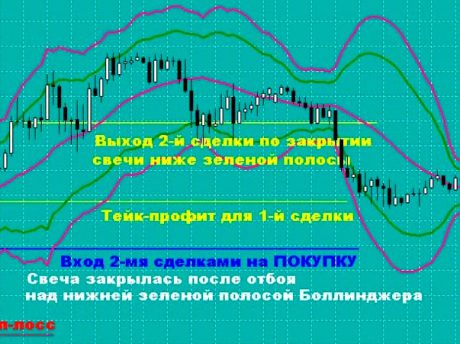 Выход 2-й сделки по закрытии
свечи ниже зеленой полосы
Тейк-профит для 1-й сделки
Вход 2-мя сделками на ПОКУПКУ
Свеча закрылась после отбоя
над нижней зеленой полосой Боллинджера
п-лосс